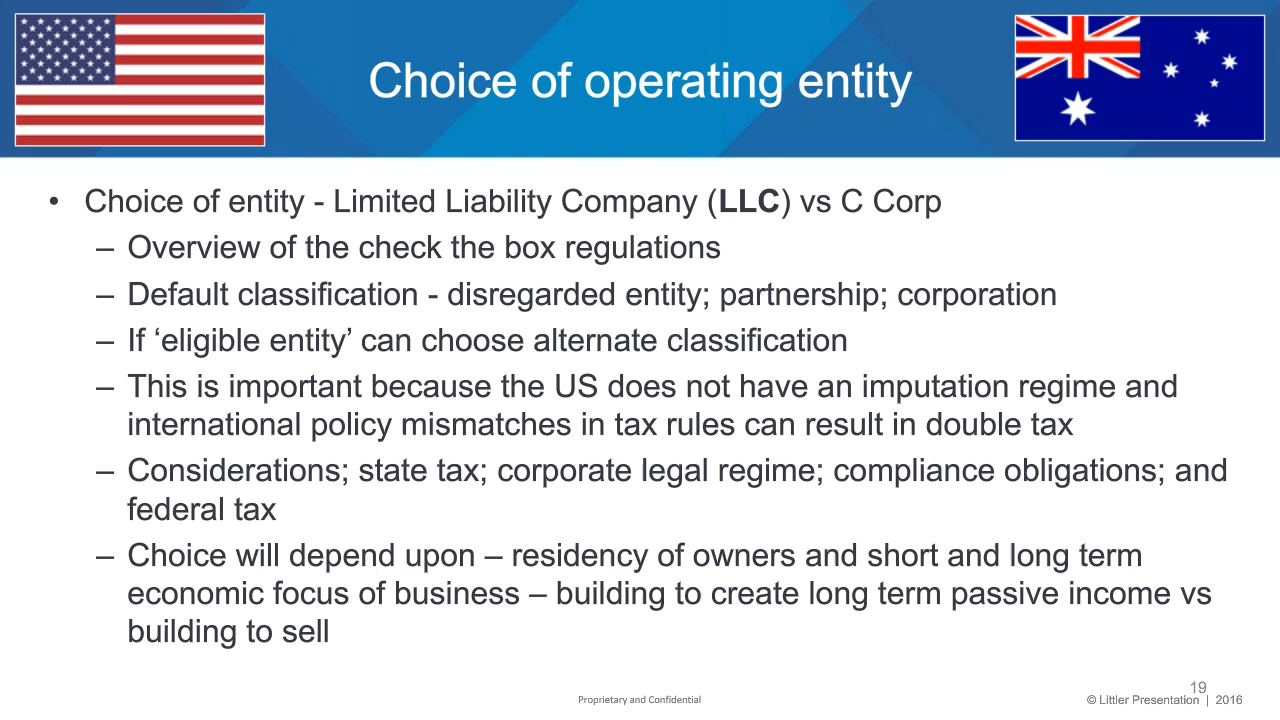 Choice of operating entity
• Choice of entity - Limited Liability Company (LLC) vs C Corp
– Overview of the check the box regulations
– Default classification - disregarded entity; partnership; corporation
– If ‘eligible entity’ can choose alternate classification
– This is important because the US does not have an imputation regime and
international policy mismatches in tax rules can result in double tax
– Considerations; state tax; corporate legal regime; compliance obligations; and
federal tax
– Choice will depend upon – residency of owners and short and long term
economic focus of business – building to create long term passive income vs
building to sell
19
Proprietary and Confidential
© Littler Presentation | 2016